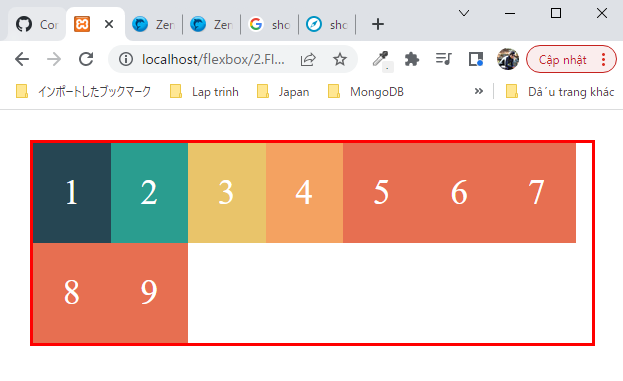 Cor
Zer
Zer
sho
sho
localhost/flexbox/2.Fl...
Cập nhật
インポートしたブックマーク
Lap trinh
Japan
MongoDB
»
Dấu trang khác
1 2 3 4 5 6 7
8 9